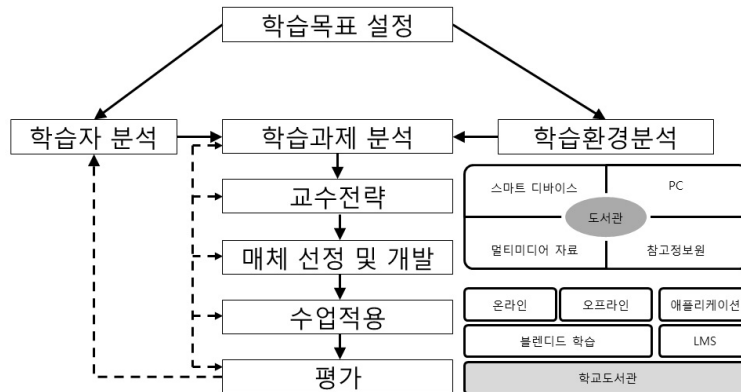 학습목표 설정
학습자 분석
학습과제 분석
학습환경분석
교수전략
매체 선정 및 개발
수업적용
평가
스마트 디바이스
PC
도서관
멀티미디어 자료
참고정보원
온라인
오프라인
애플리케이션
블렌디드 학습
LMS
학교도서관